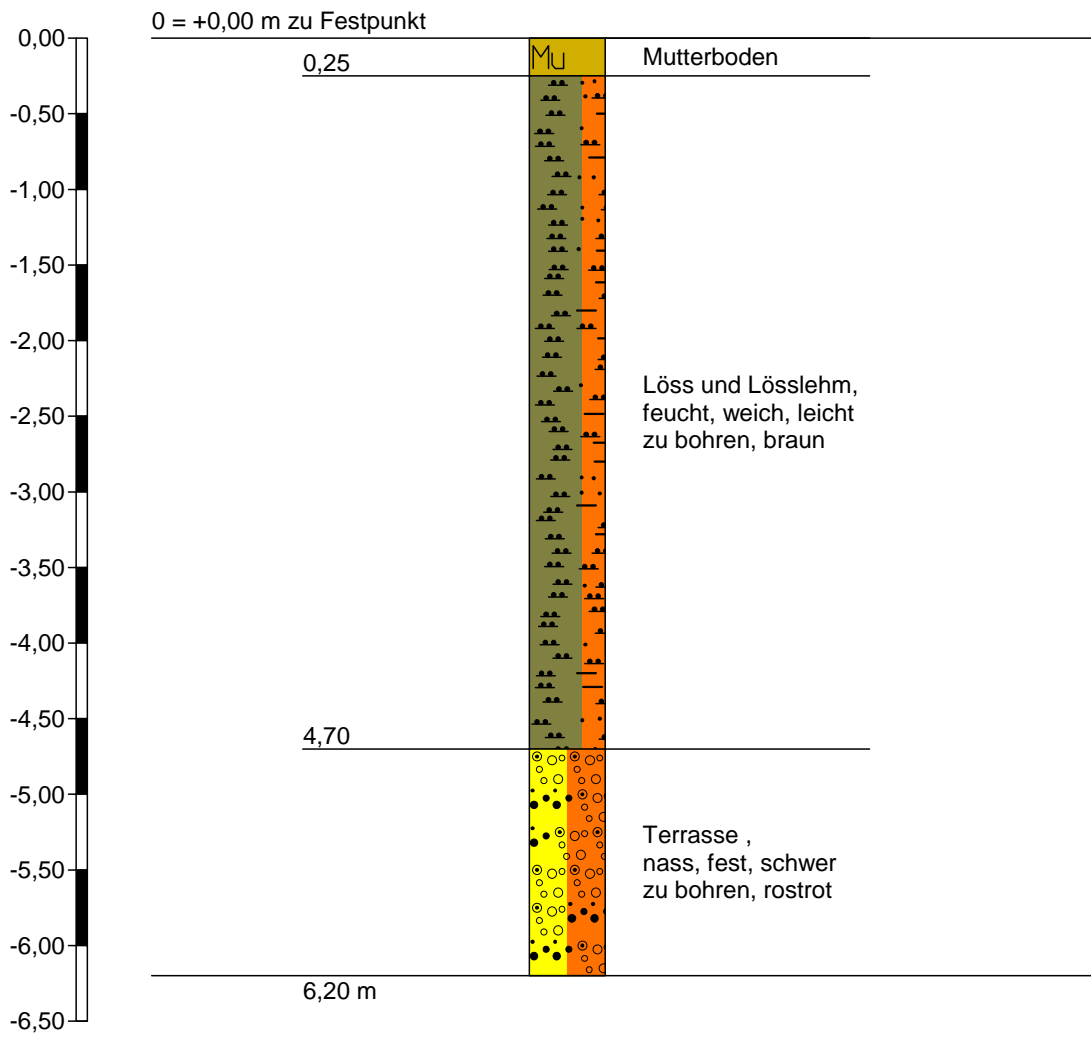 0 = +0,00 m zu Festpunkt
0,00
Mu
Mutterboden
0,25
-0,50
-1,00
-1,50
-2,00
Löss und Lösslehm,
feucht, weich, leicht
zu bohren, braun
-2,50
-3,00
-3,50
-4,00
-4,50
4,70
-5,00
Terrasse ,
nass, fest, schwer
zu bohren, rostrot
-5,50
-6,00
6,20 m
-6,50